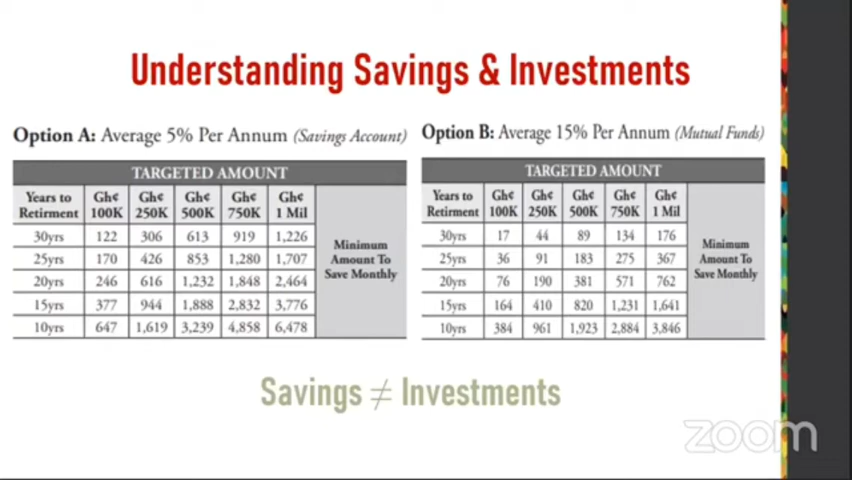 Understanding Savings & Investments
Option A: Average 5% Per Annum (Savings Account)
TARGETED AMOUNT
Years to Retirment Gh¢ 100K Gh¢ 250K Gh¢ 500K Gh¢ 750K Gh¢ 1 Mil
30yrs 122 306 613 919 1,226
25yrs 170 426 853 1,280 1,707
20yrs 246 616 1,232 1,848 2,464
15yrs 377 944 1,888 2,832 3,776
10yrs 647 1,619 3,239 4,858 6,478
Minimum
Amount To
Save Monthly
Option B: Average 15% Per Annum (Mutual Funds)
TARGETED AMOUNT
Years to Retirment Gh¢ 100K Gh¢ 250K Gh¢ 500K Gh¢ 750K Gh¢ 1 Mil
30yrs 17 44 89 134 176
25yrs 36 91 183 275 367
20yrs 76 190 381 571 762
15yrs 164 410 820 1,231 1,641
10yrs 384 961 1,923 2,884 3,846
Minimum
Amount To
Save Monthly
Savings ≠ Investments
zoom